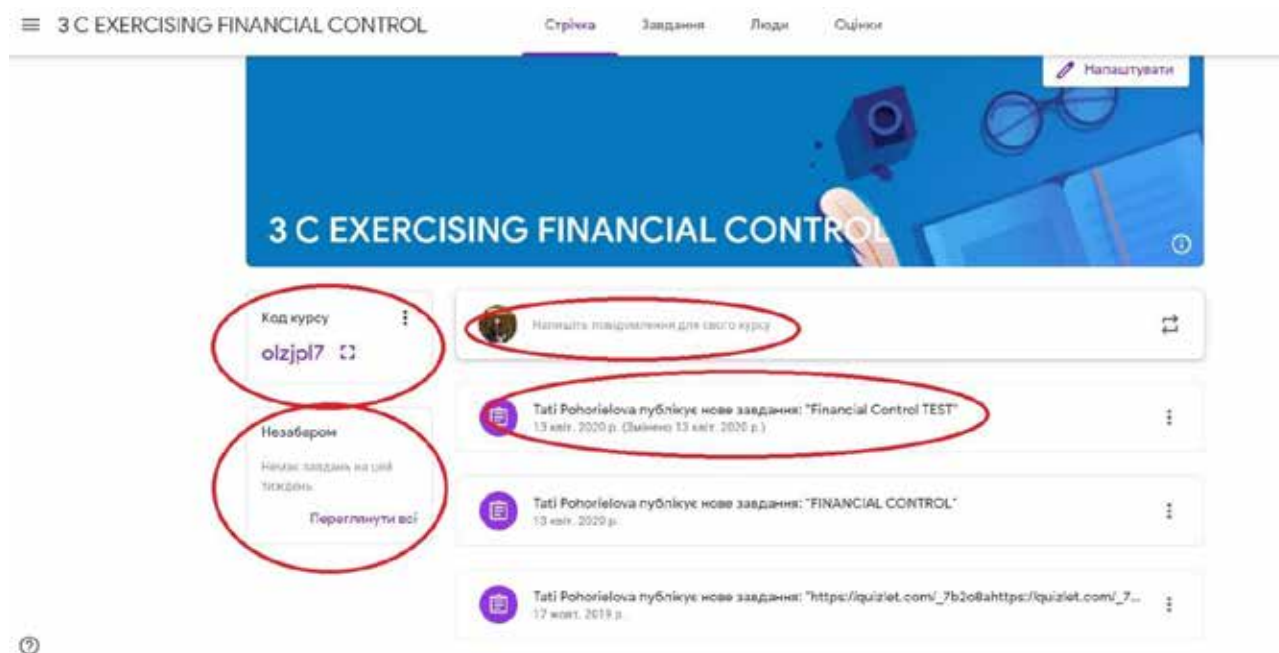 3 C EXERCISING FINANCIAL CONTROL
Стрічка Завдання Люди Оцінки
Налаштувати
3 C EXERCISING FINANCIAL CONTROL
Код курсу
olzjpl7
Напишіть повідомлення для свого курсу
Tati Pohorielova публікує нове завдання: "Financial Control TEST"
13 квіт. 2020 р. (Змінено 13 квіт. 2020 р.)
Незабаром
Немає завдань на цей
тиждень.
Переглянути всі
Tati Pohorielova публікує нове завдання: "FINANCIAL CONTROL"
13 квіт. 2020 р.
Tati Pohorielova публікує нове завдання: "https://quizlet.com/_7b2o8ahttps://quizlet.com/_7...
17 жовт. 2019 р.